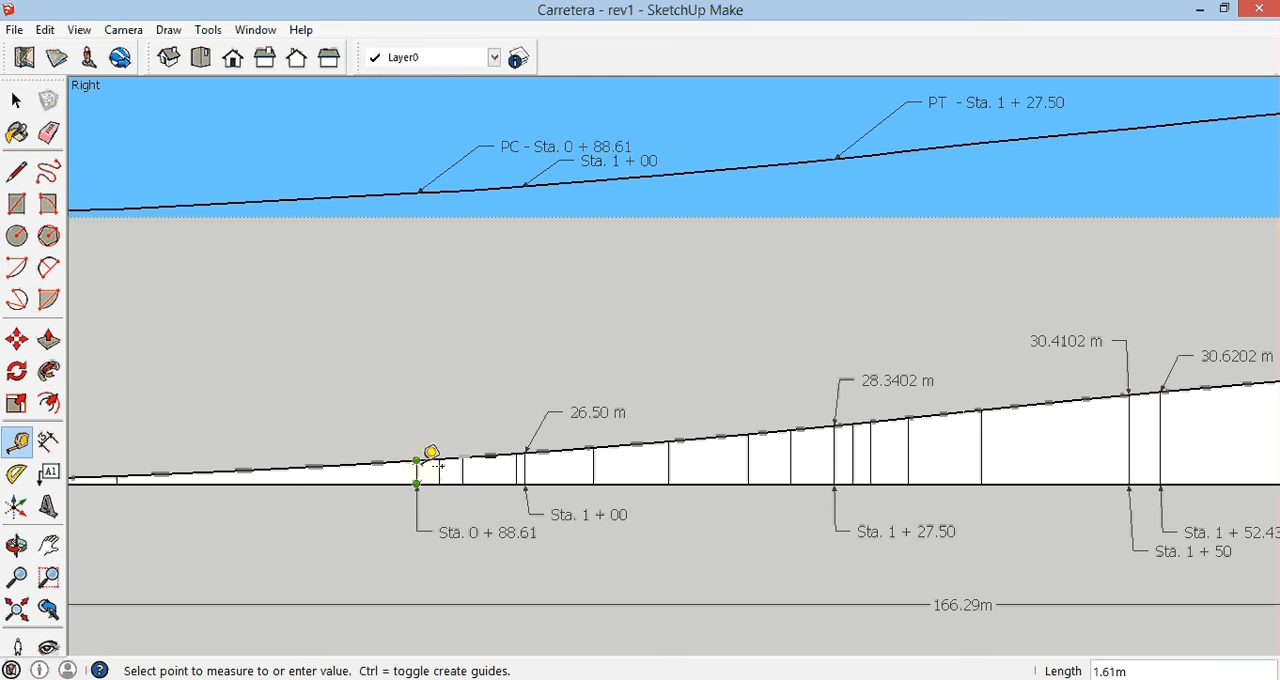 Carretera - rev1 - SketchUp Make
File Edit View Camera Draw Tools Window Help
Layer0
Right
PT - Sta. 1 + 27.50
PC - Sta. 0 + 88.61
Sta. 1 + 00
30.4102 m
30.6202 m
28.3402 m
26.50 m
A1
Sta. 1 + 00
Sta. 0 + 88.61
Sta. 1 + 27.50
Sta. 1 + 52.43
Sta. 1 + 50
166.29m
Select point to measure to or enter value. Ctrl = toggle create guides.
Length 1.61m